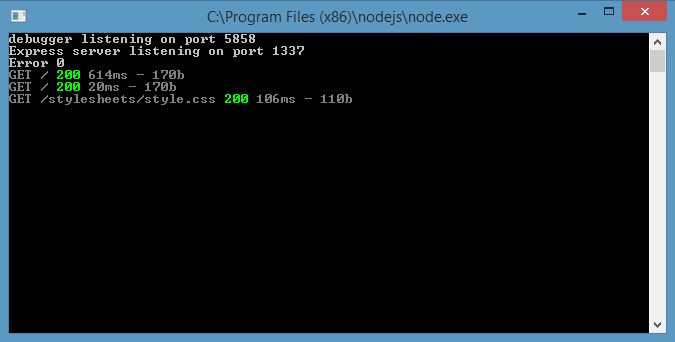 C:\Program Files (x86)\nodejs\node.exe
debugger listening on port 5858
Express server listening on port 1337
Error 0
GET / 200 614ms - 170b
GET / 200 20ms - 170b
GET /stylesheets/style.css 200 106ms - 110b